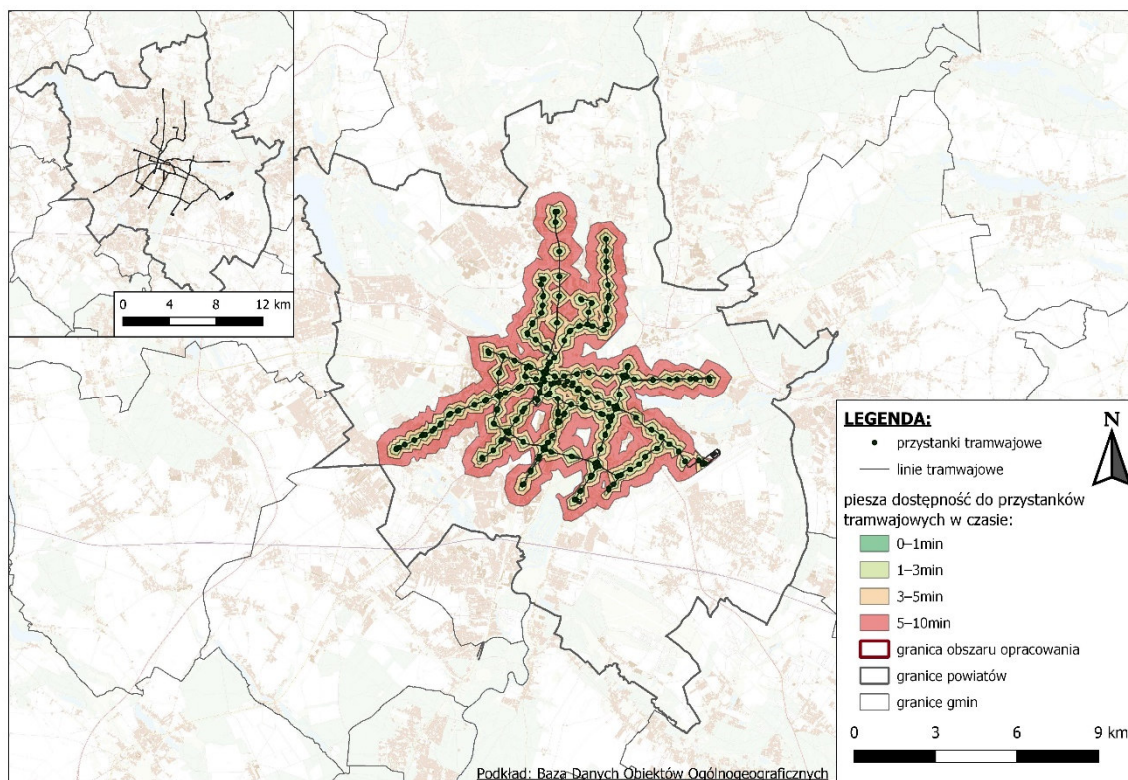 0 4 8 12 km
LEGENDA:
N
przystanki tramwajowe
linie tramwajowe
piesza dostępność do przystanków
tramwajowych w czasie:
0–1min
1–3min
3–5min
5–10min
granica obszaru opracowania
granice powiatów
granice gmin
0 3 6 9 km
Podkład: Baza Danych Obiektów Ogólnogeograficznych